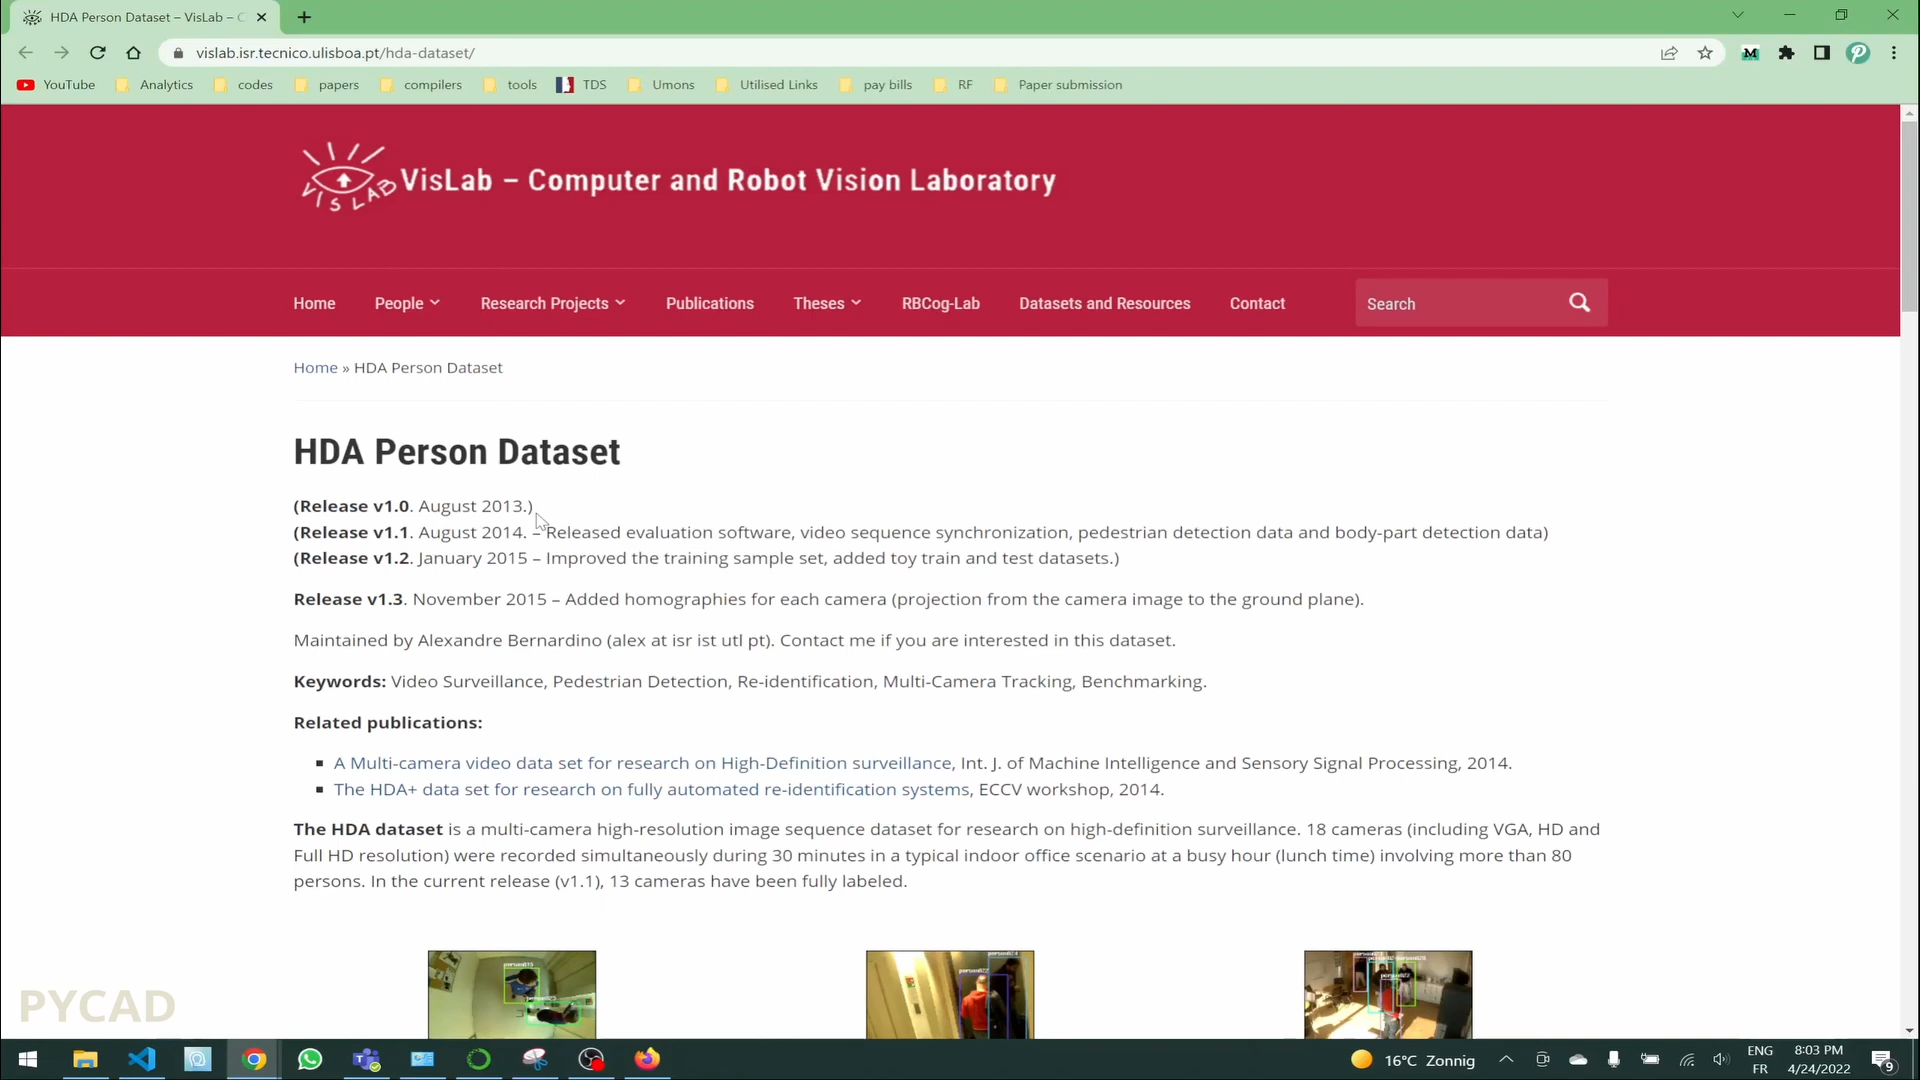 HDA Person Dataset – VisLab – C
vislab.isr.tecnico.ulisboa.pt/hda-dataset/
YouTube
Analytics
codes
papers
compilers
tools
TDS
Umons
Utilised Links
pay bills
RF
Paper submission
VISLAB
VisLab – Computer and Robot Vision Laboratory
Home
People
Research Projects
Publications
Theses
RBCog-Lab
Datasets and Resources
Contact
Search
Home » HDA Person Dataset
HDA Person Dataset
(Release v1.0. August 2013.)
(Release v1.1. August 2014. – Released evaluation software, video sequence synchronization, pedestrian detection data and body-part detection data)
(Release v1.2. January 2015 – Improved the training sample set, added toy train and test datasets.)
Release v1.3. November 2015 – Added homographies for each camera (projection from the camera image to the ground plane).
Maintained by Alexandre Bernardino (alex at isr ist utl pt). Contact me if you are interested in this dataset.
Keywords: Video Surveillance, Pedestrian Detection, Re-identification, Multi-Camera Tracking, Benchmarking.
Related publications:
A Multi-camera video data set for research on High-Definition surveillance, Int. J. of Machine Intelligence and Sensory Signal Processing, 2014.
The HDA+ data set for research on fully automated re-identification systems, ECCV workshop, 2014.
The HDA dataset is a multi-camera high-resolution image sequence dataset for research on high-definition surveillance. 18 cameras (including VGA, HD and
Full HD resolution) were recorded simultaneously during 30 minutes in a typical indoor office scenario at a busy hour (lunch time) involving more than 80
persons. In the current release (v1.1), 13 cameras have been fully labeled.
PYCAD
16°C Zonnig
ENG
FR
8:03 PM
4/24/2022
9